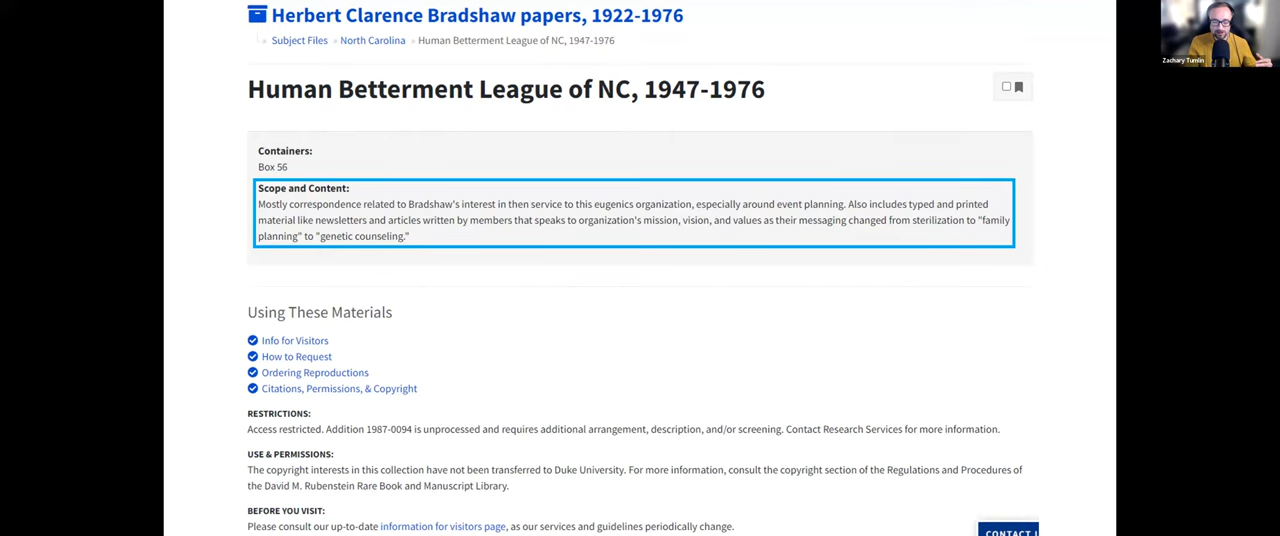 Herbert Clarence Bradshaw papers, 1922-1976
Subject Files » North Carolina » Human Betterment League of NC, 1947-1976
Human Betterment League of NC, 1947-1976
Containers:
Box 56
Scope and Content:
Mostly correspondence related to Bradshaw's interest in then service to this eugenics organization, especially around event planning. Also includes typed and printed
material like newsletters and articles written by members that speaks to organization's mission, vision, and values as their messaging changed from sterilization to "family
planning" to "genetic counseling."
Using These Materials
Info for Visitors
How to Request
Ordering Reproductions
Citations, Permissions, & Copyright
RESTRICTIONS:
Access restricted. Addition 1987-0094 is unprocessed and requires additional arrangement, description, and/or screening. Contact Research Services for more information.
USE & PERMISSIONS:
The copyright interests in this collection have not been transferred to Duke University. For more information, consult the copyright section of the Regulations and Procedures of
the David M. Rubenstein Rare Book and Manuscript Library.
BEFORE YOU VISIT:
Please consult our up-to-date information for visitors page, as our services and guidelines periodically change.
CONTACT
Zachary Tumlin